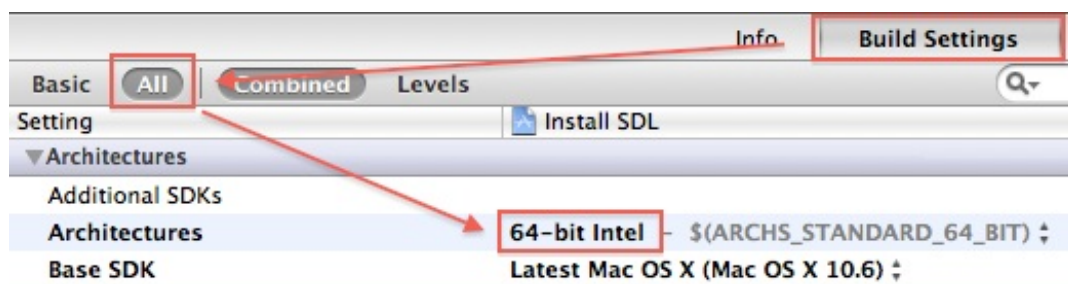 Info Build Settings
Basic All Combined Levels
Setting Install SDL
Architectures
Additional SDKs
Architectures 64-bit Intel - $(ARCHS_STANDARD_64_BIT)
Base SDK Latest Mac OS X (Mac OS X 10.6)